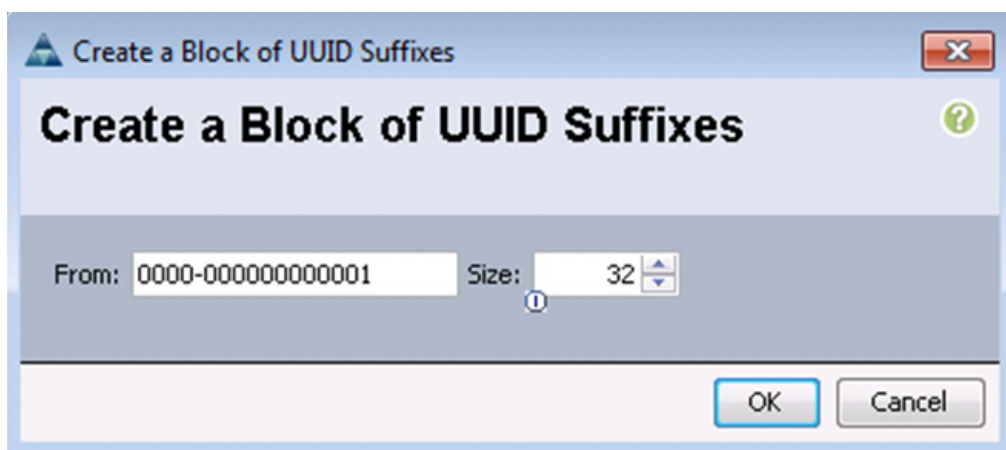 Create a Block of UUID Suffixes
Create a Block of UUID Suffixes
From: 0000-000000000001 Size: 32
OK Cancel